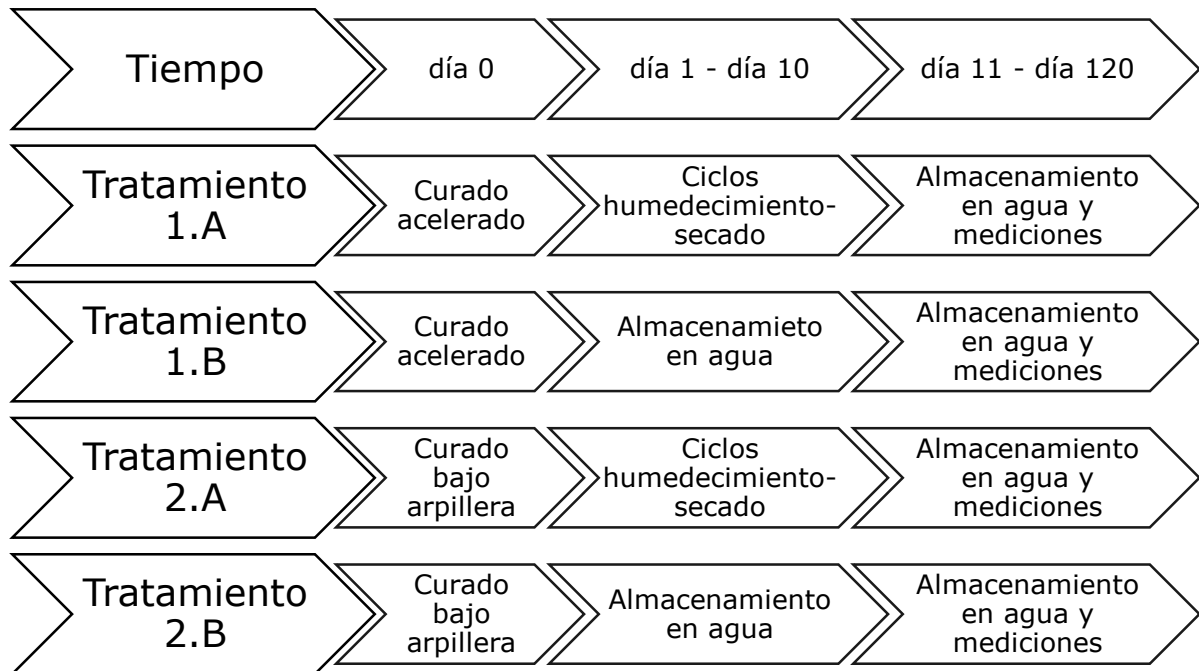 Tiempo
día 0
día 1 - día 10
día 11 - día 120
Tratamiento
1.A
Curado
acelerado
Ciclos
humedecimiento-
secado
Almacenamiento
en agua y
mediciones
Tratamiento
1.B
Curado
acelerado
Almacenamieto
en agua
Almacenamiento
en agua y
mediciones
Tratamiento
2.A
Curado
bajo
arpillera
Ciclos
humedecimiento-
secado
Almacenamiento
en agua y
mediciones
Tratamiento
2.B
Curado
bajo
arpillera
Almacenamiento
en agua
Almacenamiento
en agua y
mediciones